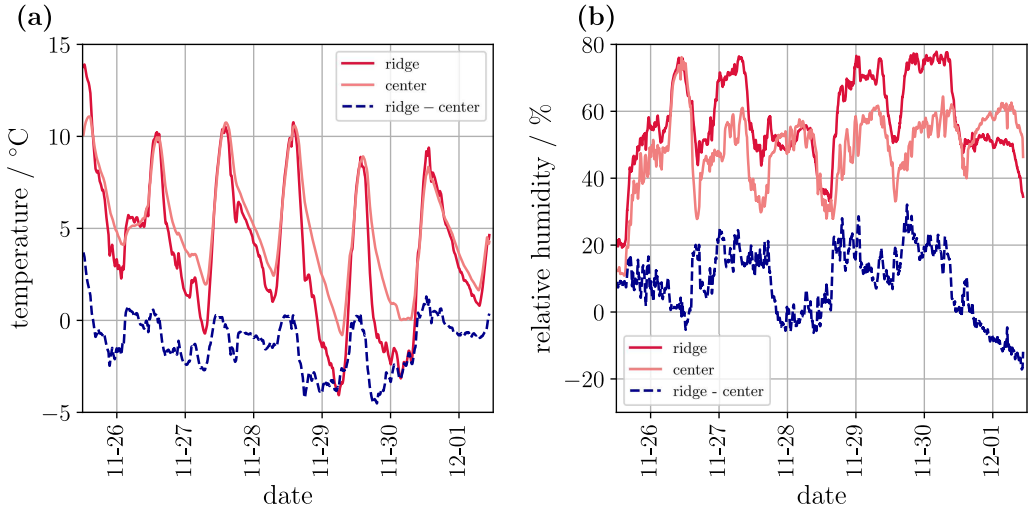 (a)
temperature / °C
15
10
5
0
−5
ridge
center
ridge − center
11-26
11-27
11-28
11-29
11-30
12-01
date
(b)
relative humidity / %
80
60
40
20
0
−20
ridge
center
ridge - center
11-26
11-27
11-28
11-29
11-30
12-01
date